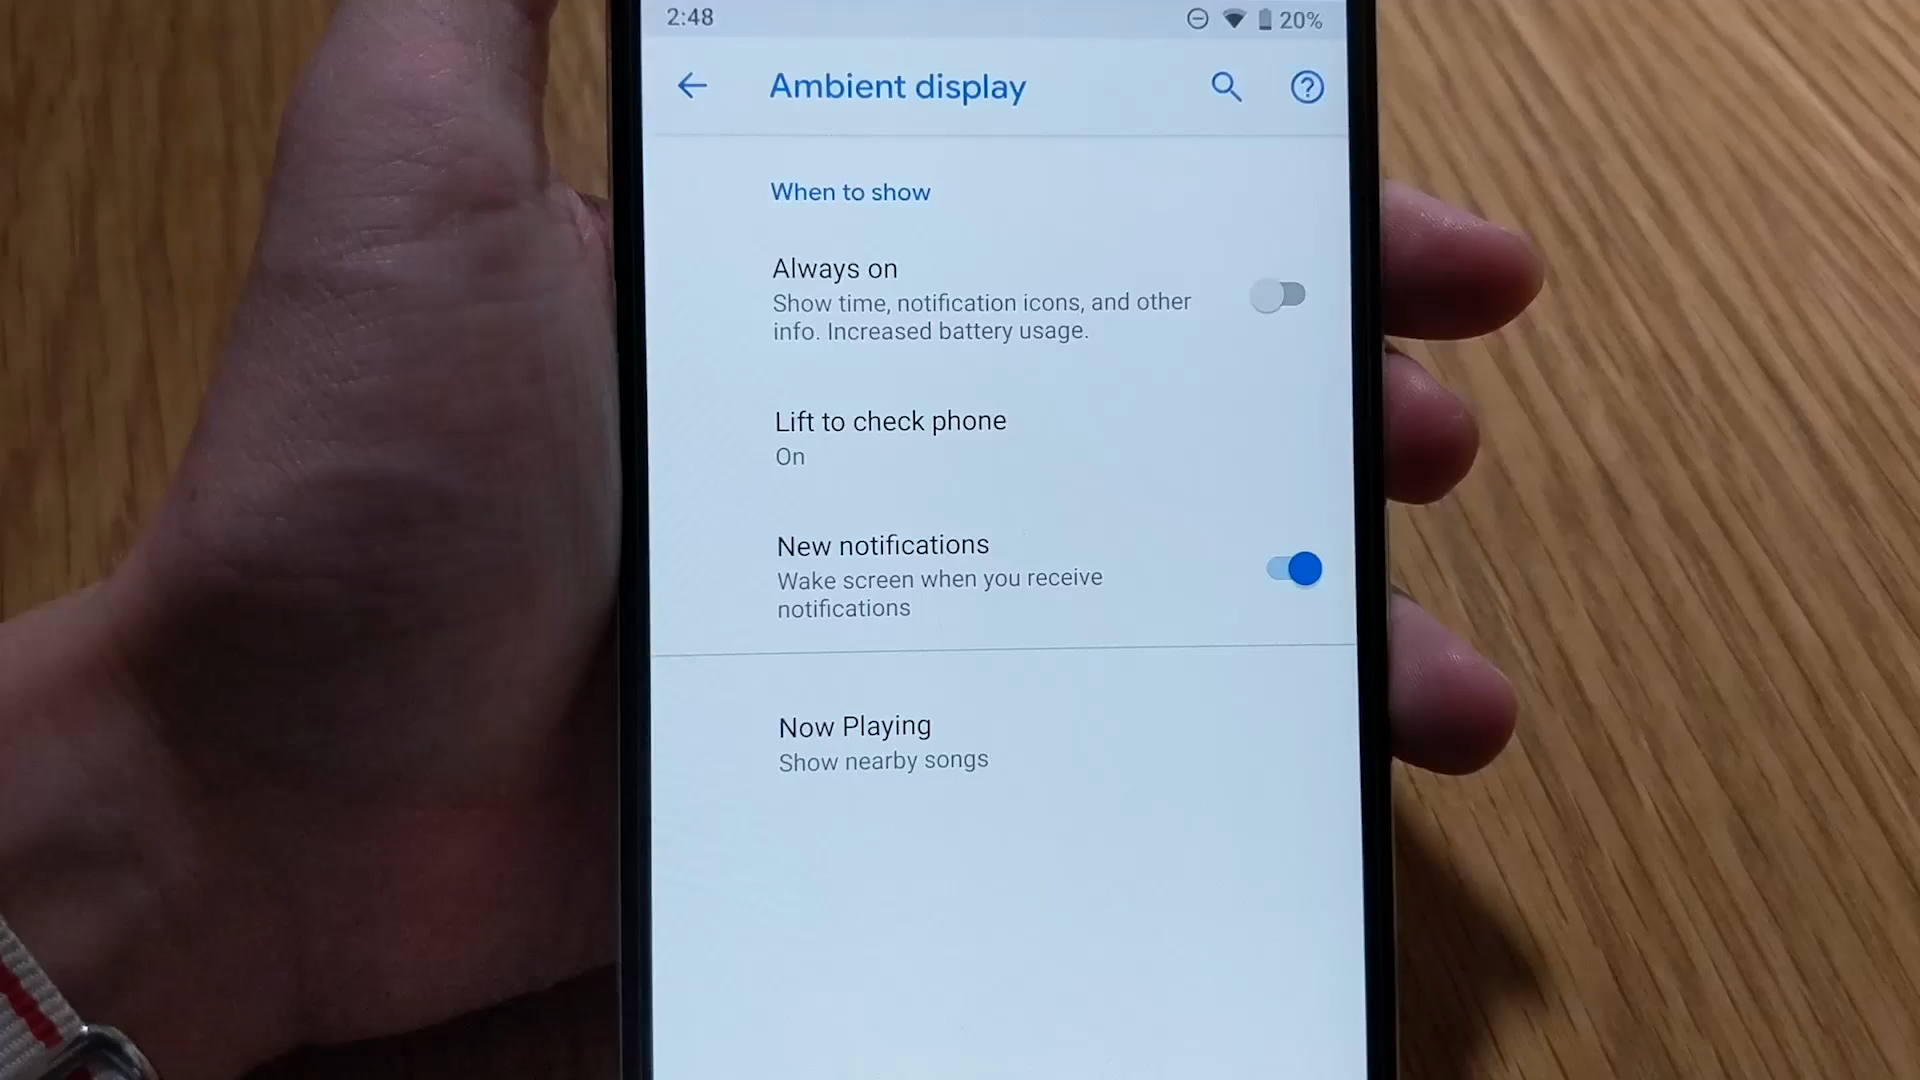 2:48 20%
Ambient display
When to show
Always on
Show time, notification icons, and other
info. Increased battery usage.
Lift to check phone
On
New notifications
Wake screen when you receive
notifications
Now Playing
Show nearby songs